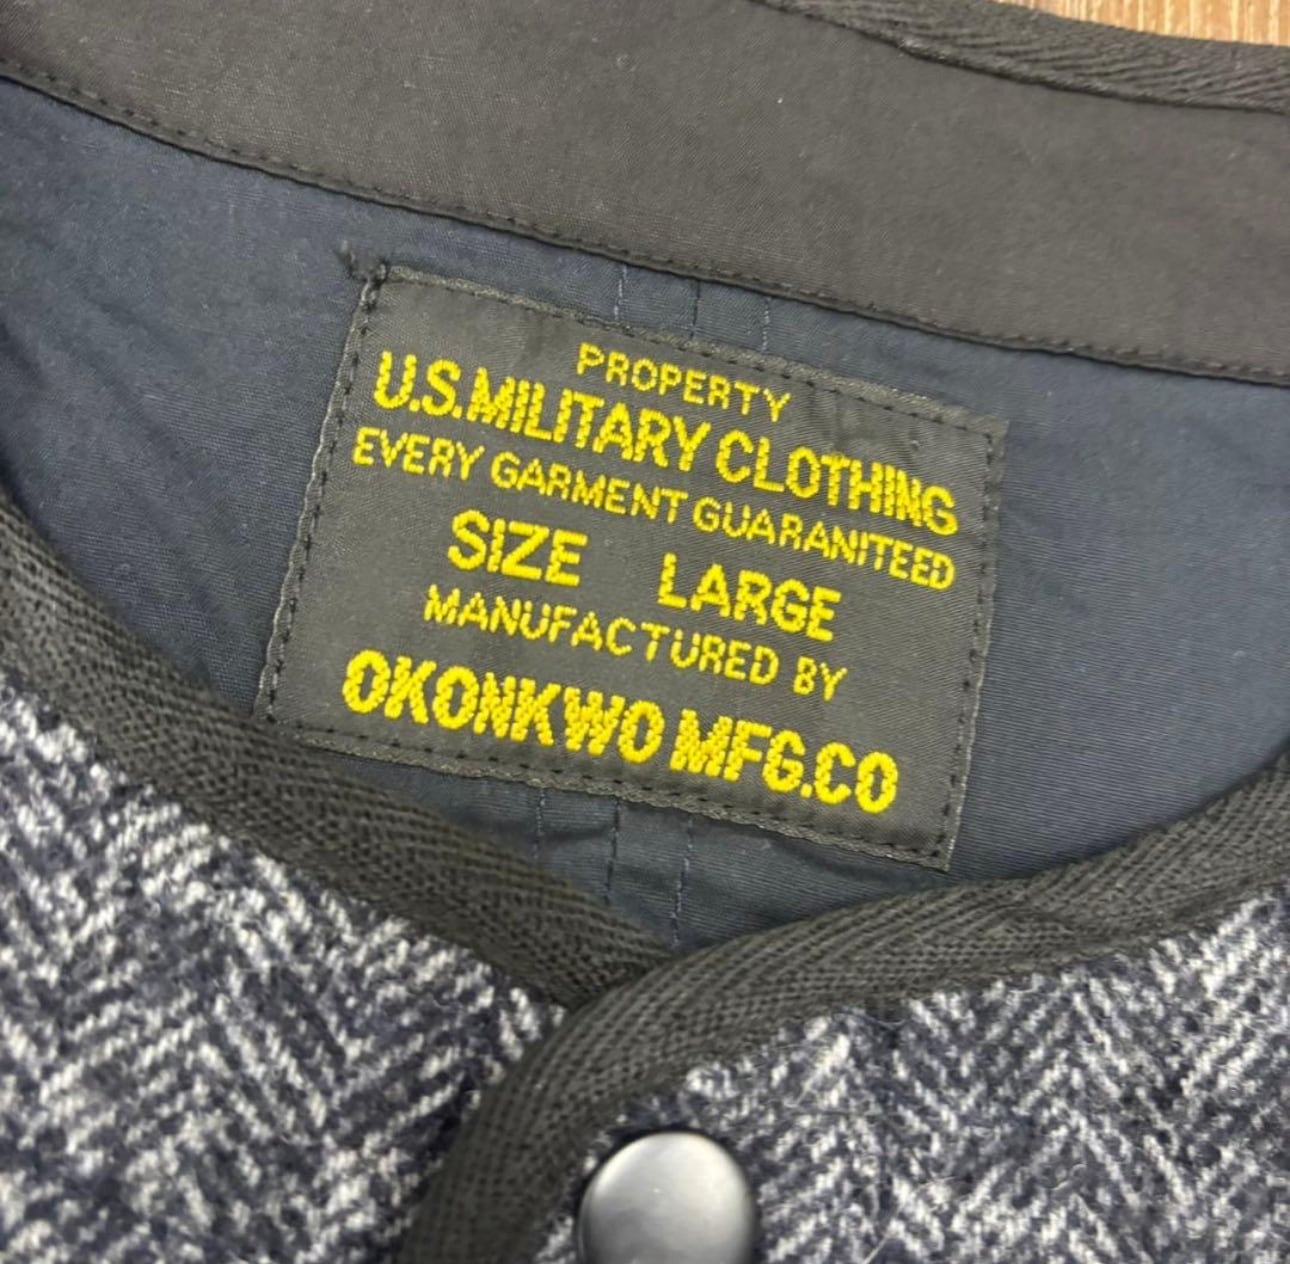 PROPERTY
U.S.MILITARY CLOTHING
EVERY GARMENT GUARANITEED
SIZE LARGE
MANUFACTURED BY
OKONKWO MFG.CO